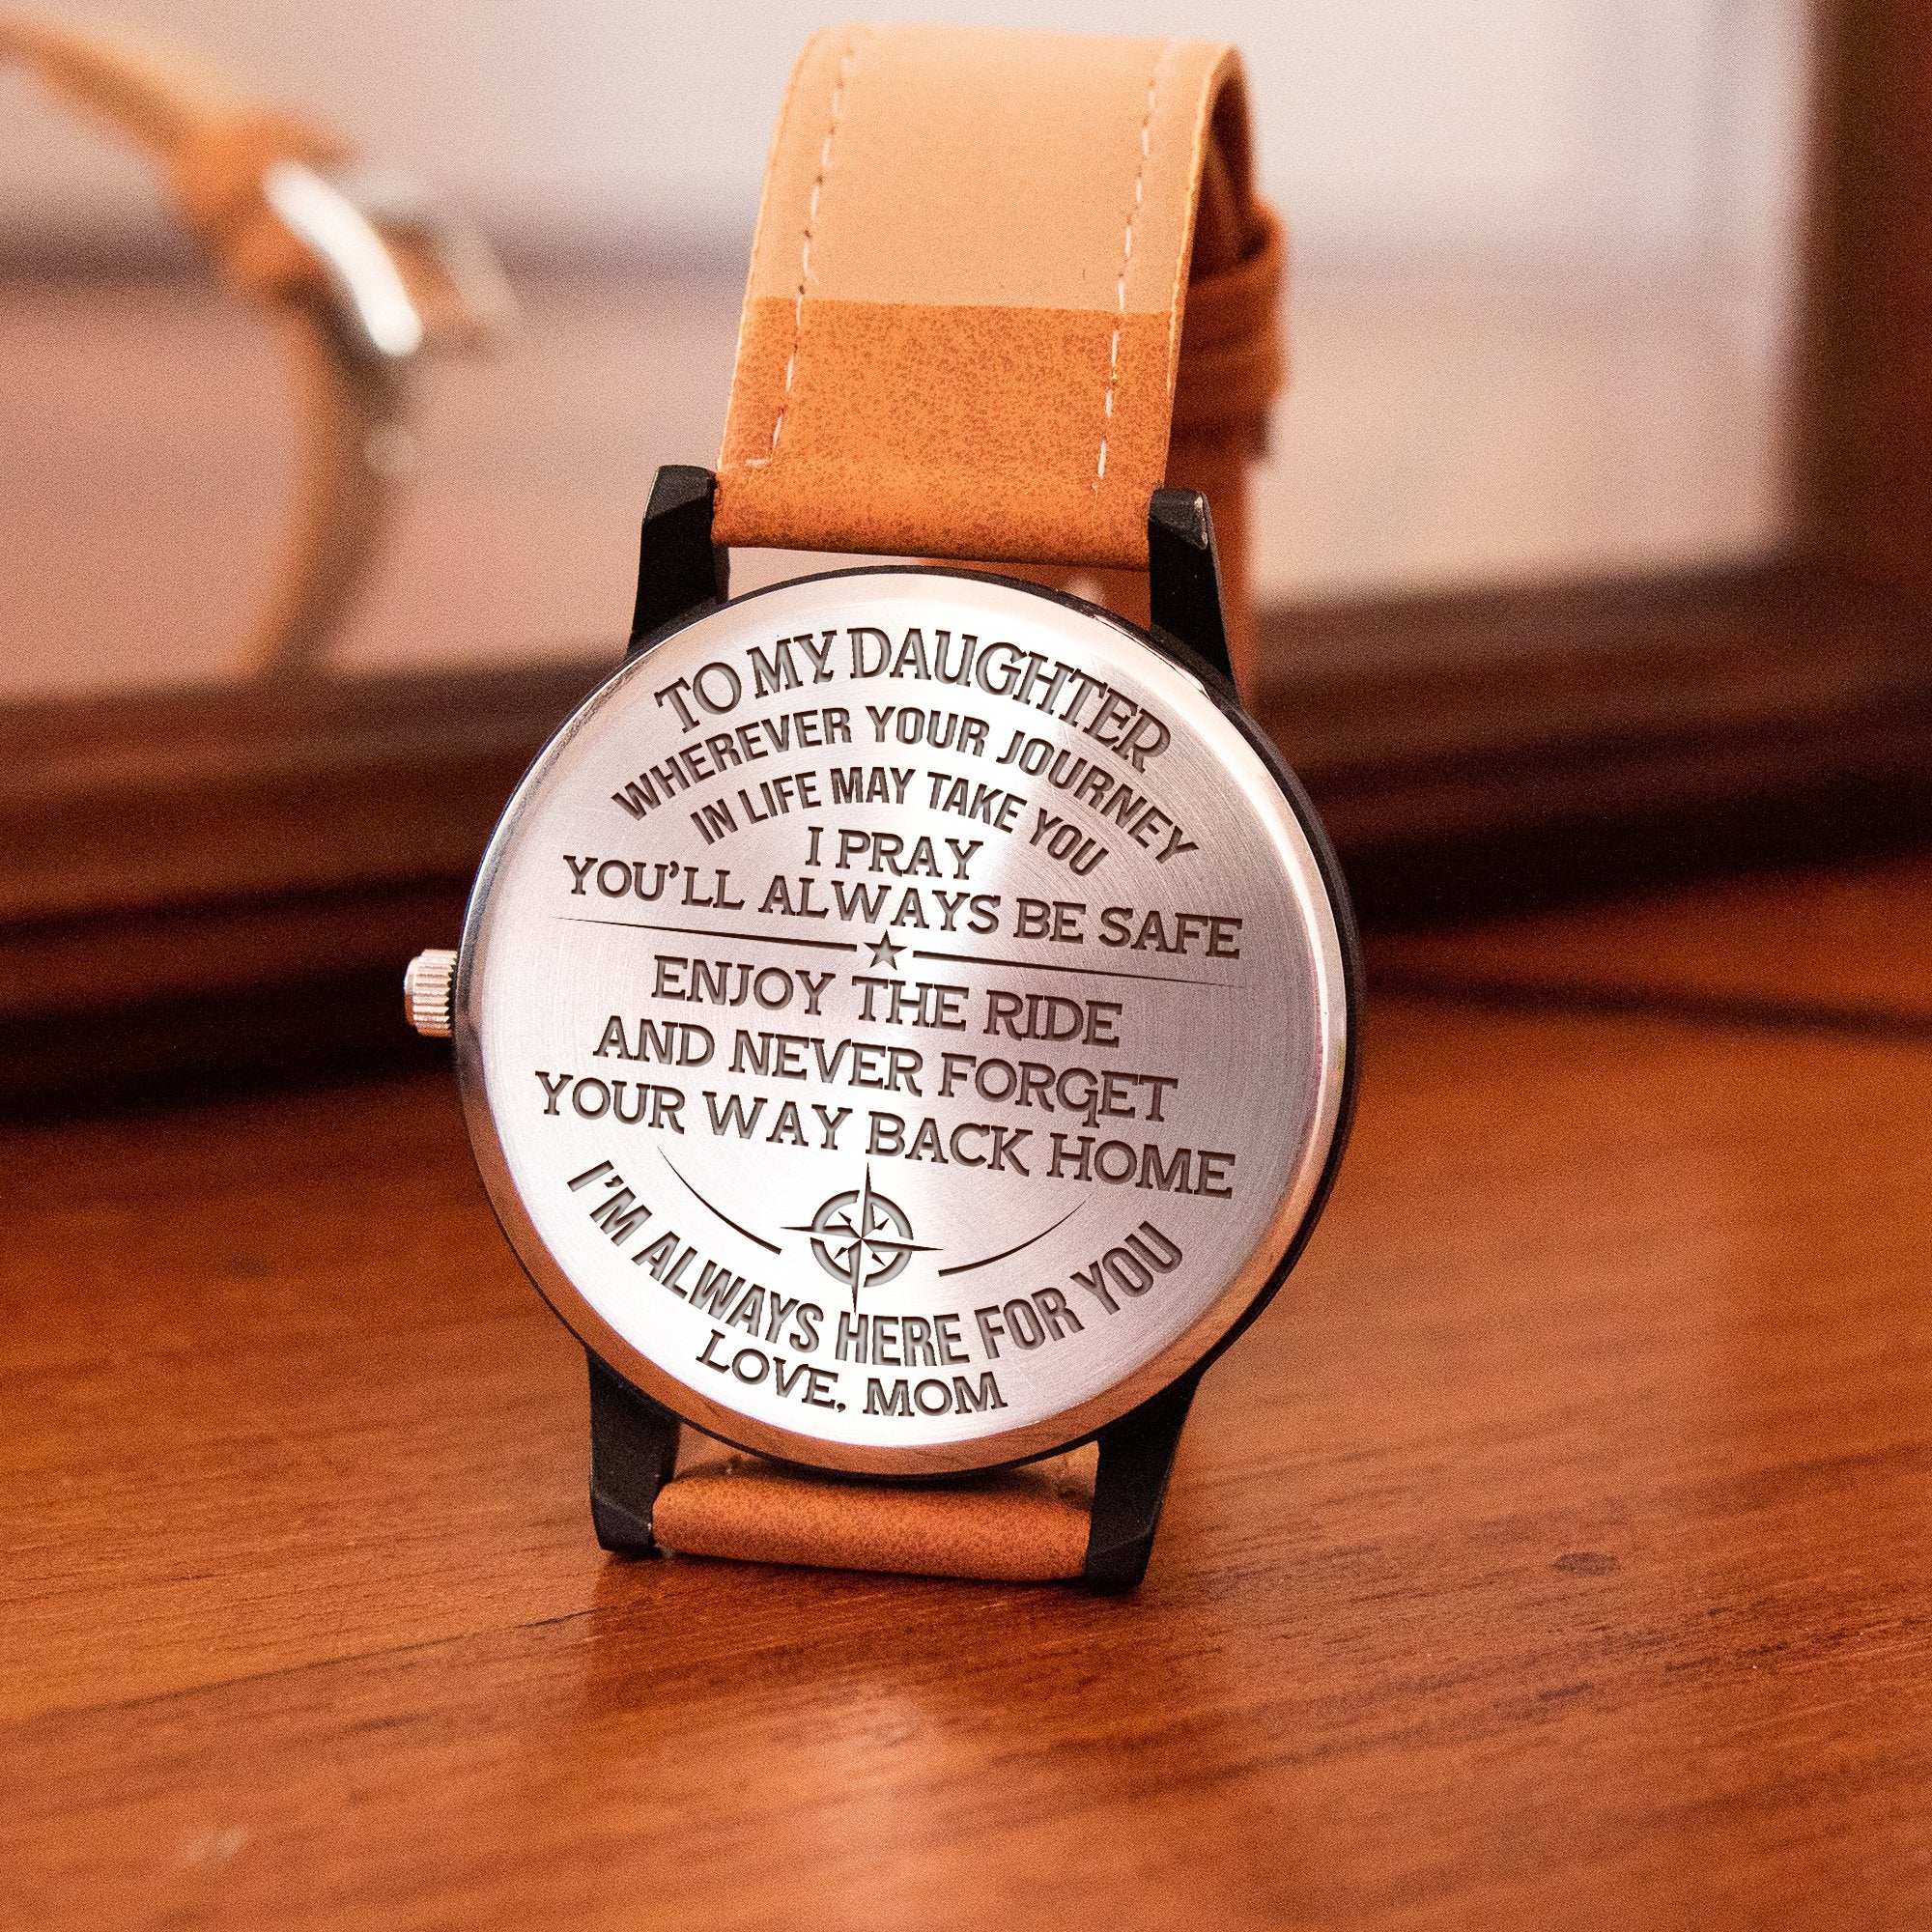 TO MY DAUGHTER
WHEREVER YOUR JOURNEY
IN LIFE MAY TAKE YOU
I PRAY
YOU'LL ALWAYS BE SAFE
ENJOY THE RIDE
AND NEVER FORGET
YOUR WAY BACK HOME
I'M ALWAYS HERE FOR YOU
LOVE, MOM